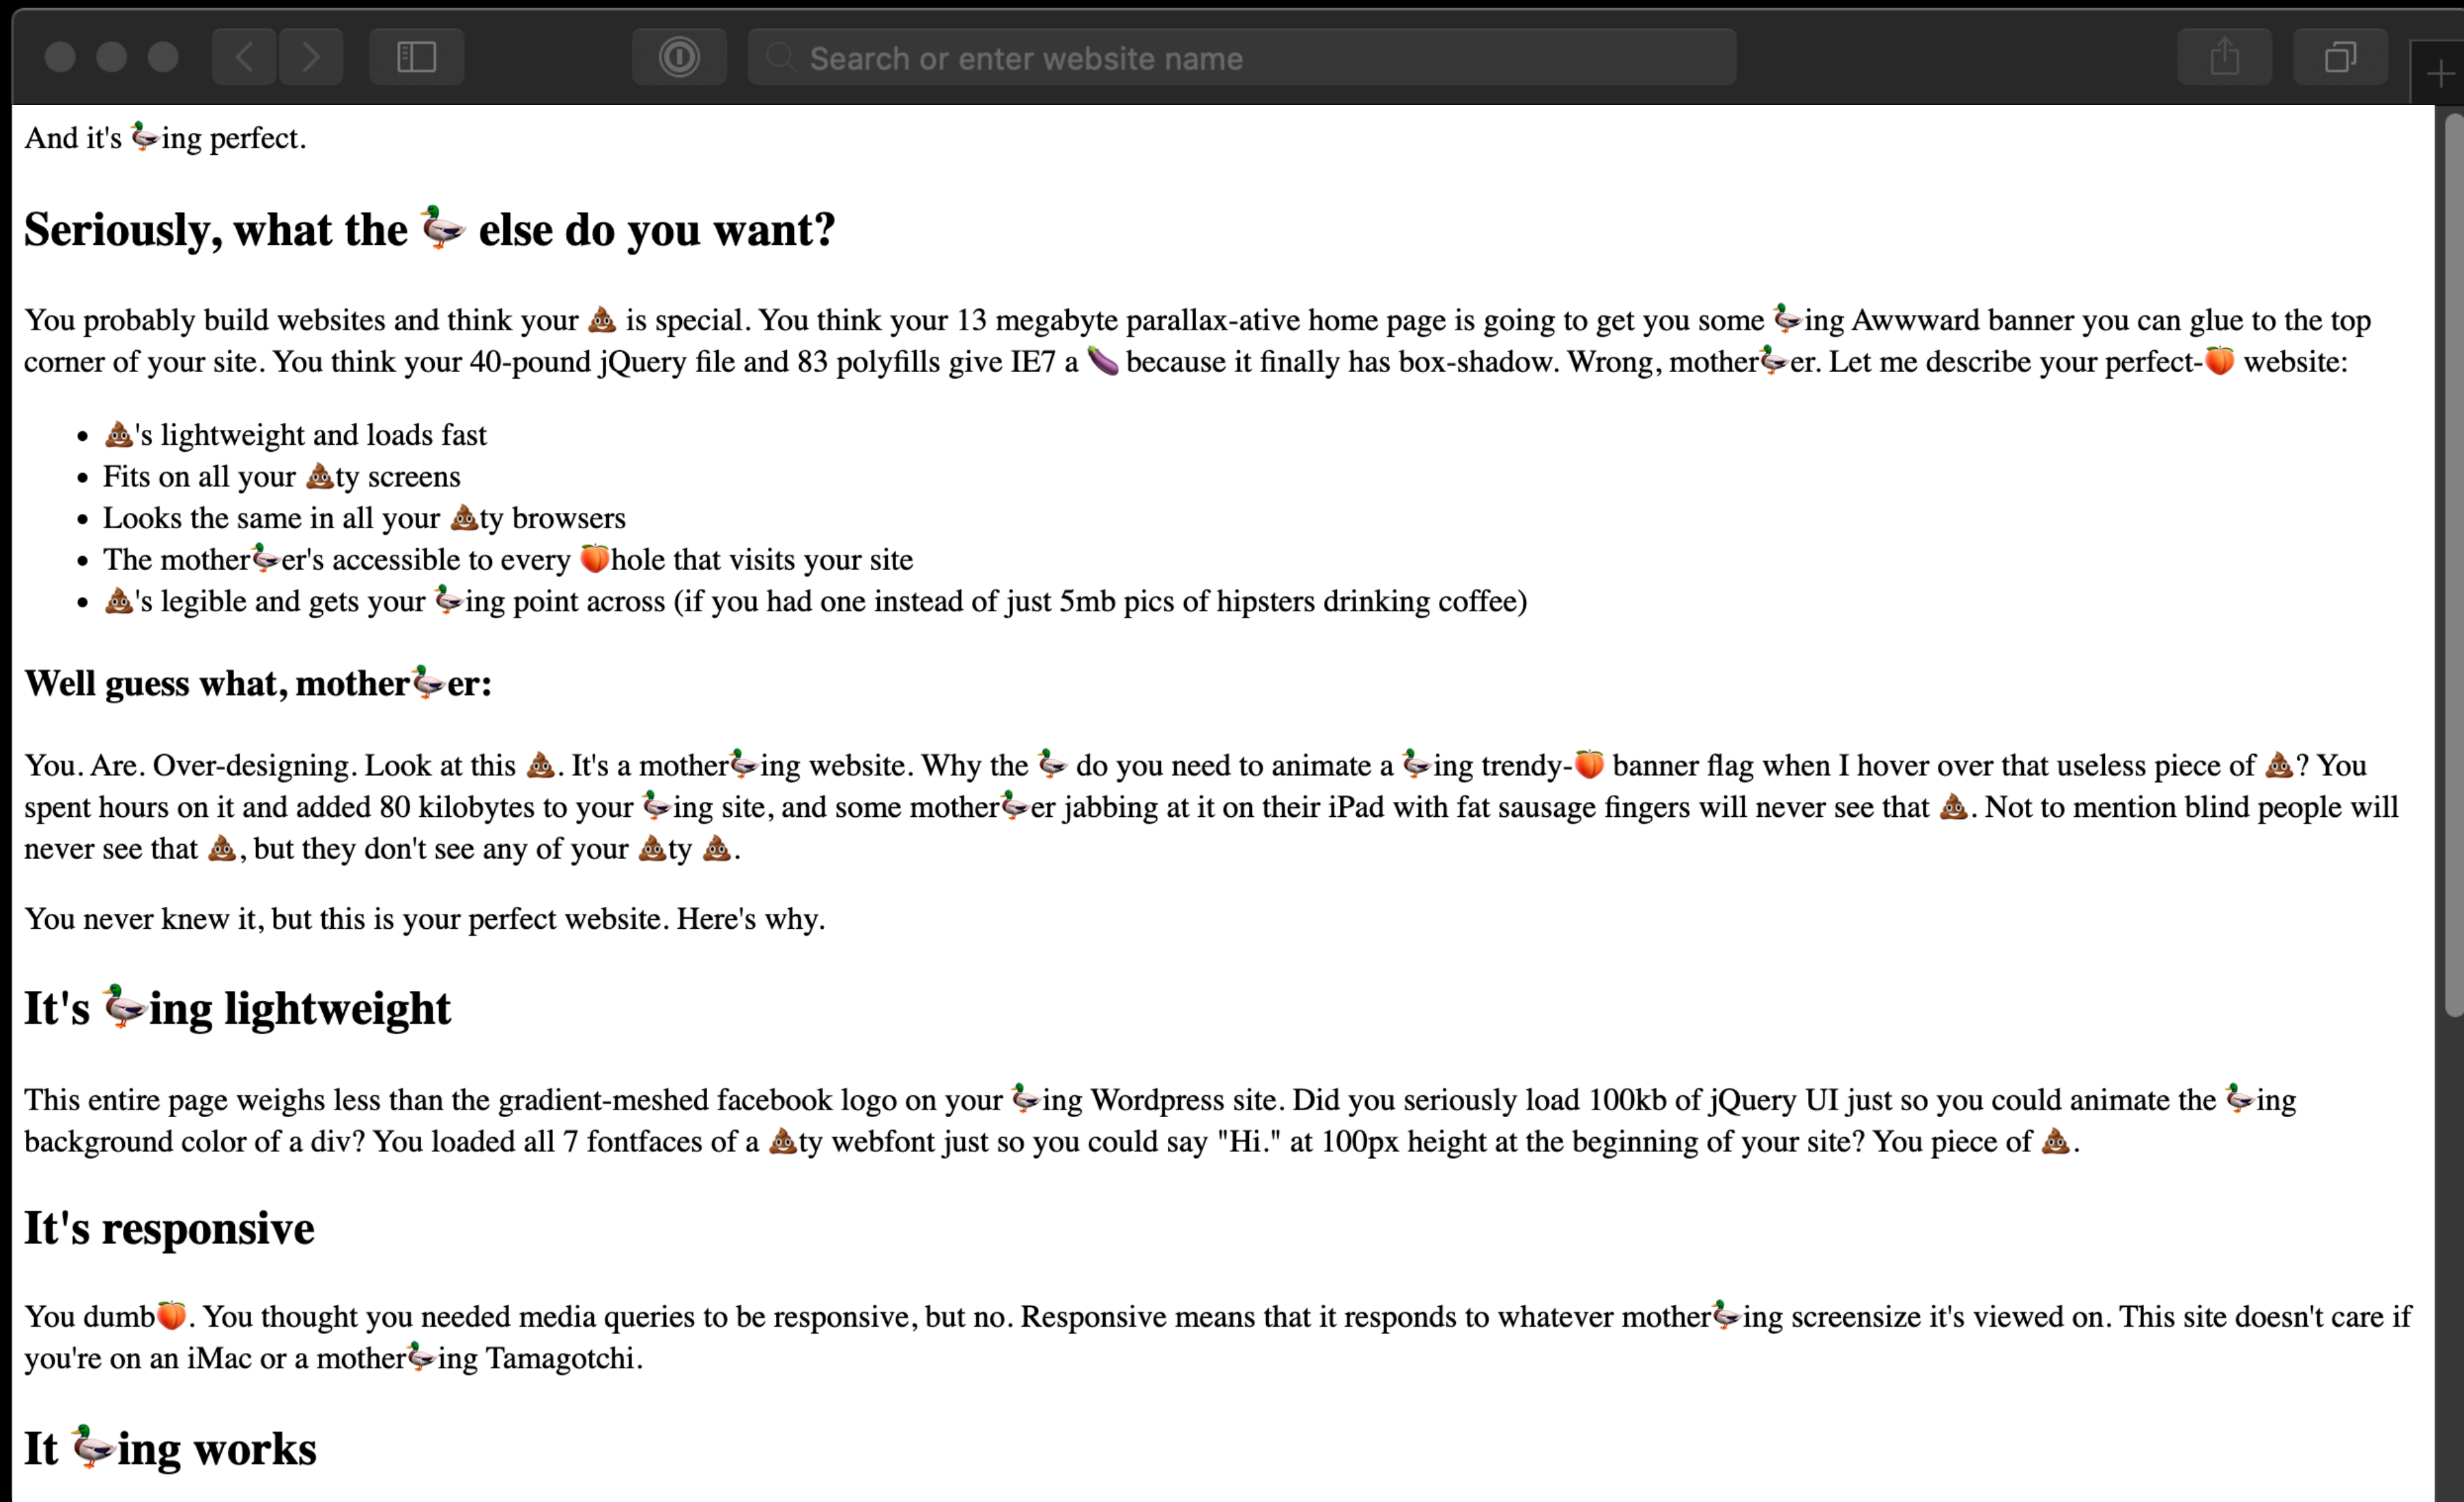 Search or enter website name
And it's 🦆ing perfect.
Seriously, what the 🦆 else do you want?
You probably build websites and think your 💩 is special. You think your 13 megabyte parallax-ative home page is going to get you some 🦆ing Awwward banner you can glue to the top
corner of your site. You think your 40-pound jQuery file and 83 polyfills give IE7 a 🍆 because it finally has box-shadow. Wrong, mother🦆er. Let me describe your perfect-🍑 website:
• 💩's lightweight and loads fast
• Fits on all your 💩ty screens
• Looks the same in all your 💩ty browsers
• The mother🦆er's accessible to every 🍑hole that visits your site
• 💩's legible and gets your 🦆ing point across (if you had one instead of just 5mb pics of hipsters drinking coffee)
Well guess what, mother🦆er:
You. Are. Over-designing. Look at this 💩. It's a mother🦆ing website. Why the 🦆 do you need to animate a 🦆ing trendy-🍑 banner flag when I hover over that useless piece of 💩? You
spent hours on it and added 80 kilobytes to your 🦆ing site, and some mother🦆er jabbing at it on their iPad with fat sausage fingers will never see that 💩. Not to mention blind people will
never see that 💩, but they don't see any of your 💩ty 💩.
You never knew it, but this is your perfect website. Here's why.
It's 🦆ing lightweight
This entire page weighs less than the gradient-meshed facebook logo on your 🦆ing Wordpress site. Did you seriously load 100kb of jQuery UI just so you could animate the 🦆ing
background color of a div? You loaded all 7 fontfaces of a 💩ty webfont just so you could say "Hi." at 100px height at the beginning of your site? You piece of 💩.
It's responsive
You dumb🍑. You thought you needed media queries to be responsive, but no. Responsive means that it responds to whatever mother🦆ing screensize it's viewed on. This site doesn't care if
you're on an iMac or a mother🦆ing Tamagotchi.
It 🦆ing works